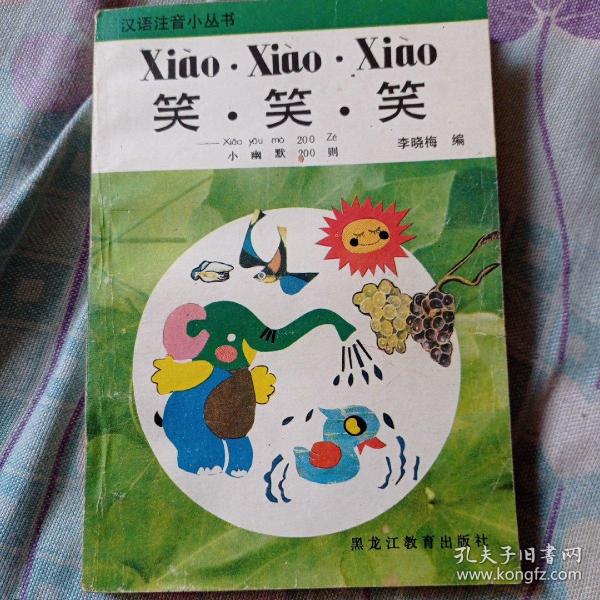 汉语注音小丛书
Xiào · Xiào · Xiào
笑 · 笑 · 笑
—— Xiǎo yōu mò 200 Zé
小 幽 默 200 则
李晓梅 编
黑龙江教育出版社
孔夫子旧书网
www.kongfz.com